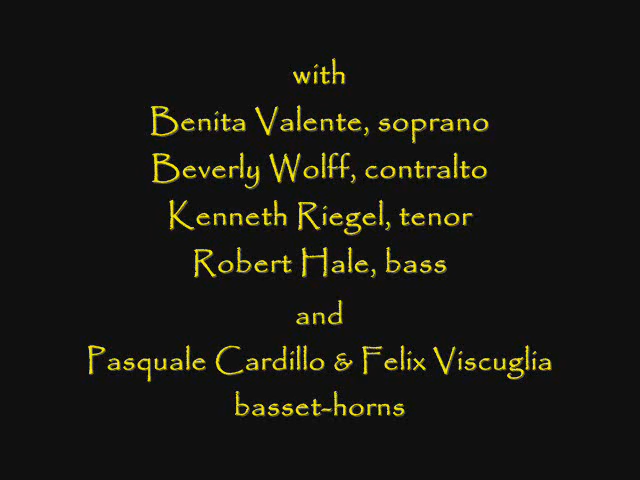 with
Benita Valente, soprano
Beverly Wolff, contralto
Kenneth Riegel, tenor
Robert Hale, bass
and
Pasquale Cardillo & Felix Viscuglia
basset-horns